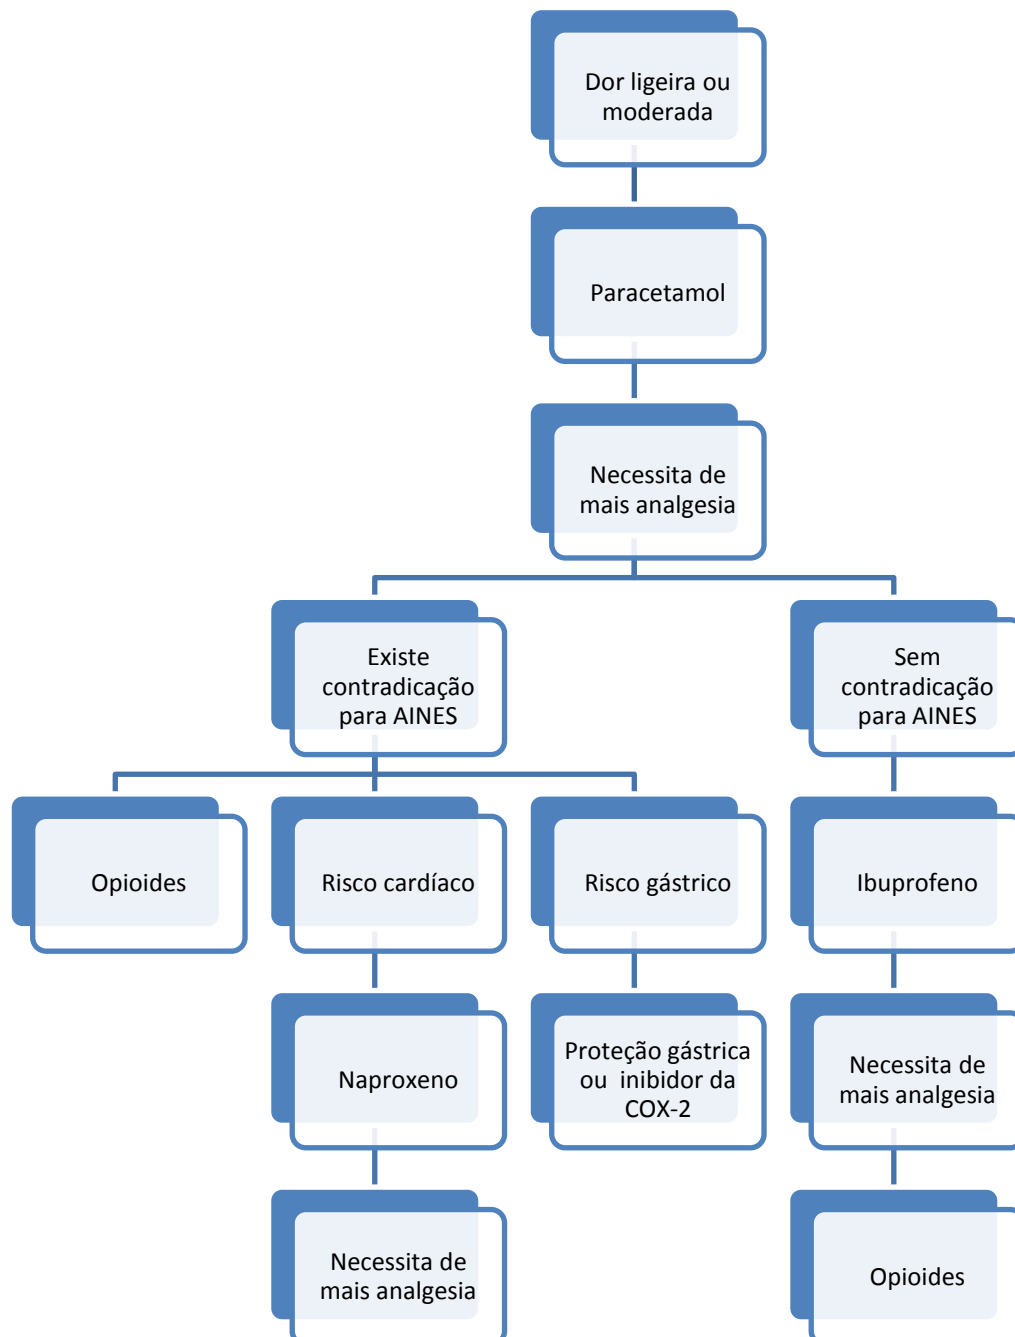 Dor ligeira ou
moderada
Paracetamol
Necessita de
mais analgesia
Existe
contradicação
para AINES
Sem
contradicação
para AINES
Opioides
Risco cardíaco
Risco gástrico
Ibuprofeno
Naproxeno
Proteção gástrica
ou inibidor da
COX-2
Necessita de
mais analgesia
Necessita de
mais analgesia
Opioides